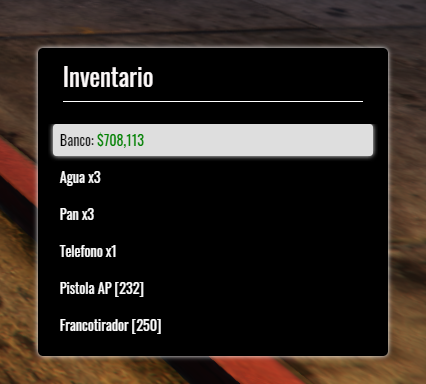 Inventario
Banco: $708,113
Agua x3
Pan x3
Telefono x1
Pistola AP [232]
Francotirador [250]